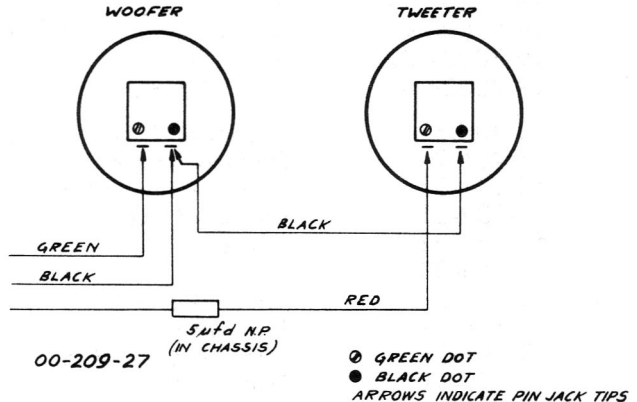 WOOFER
TWEETER
BLACK
GREEN
BLACK
RED
5µfd N.P.
(IN CHASSIS)
00-209-27
GREEN DOT
BLACK DOT
ARROWS INDICATE PIN JACK TIPS